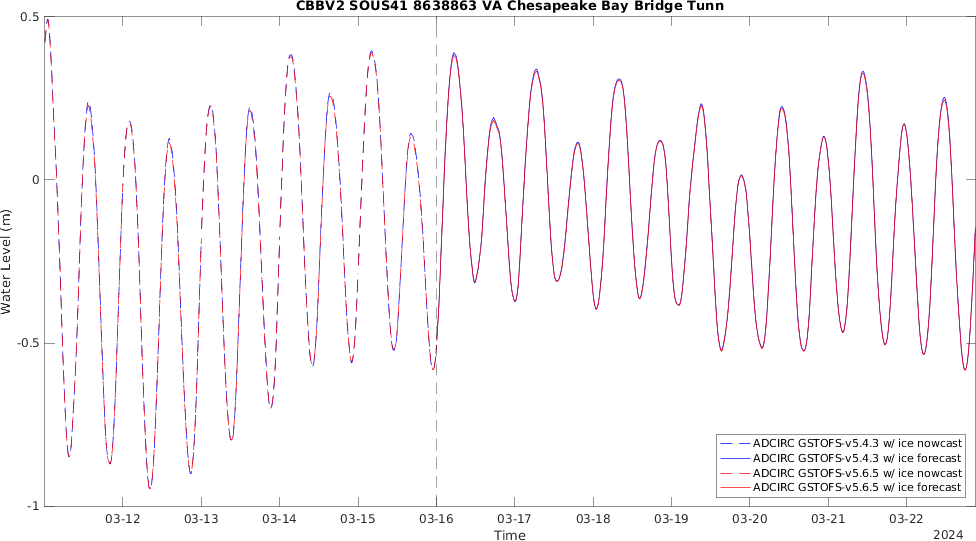 CBBV2 SOUS41 8638863 VA Chesapeake Bay Bridge Tunn
0.5
0
-0.5
-1
Water Level (m)
ADCIRC GSTOFS-v5.4.3 w/ ice nowcast
ADCIRC GSTOFS-v5.4.3 w/ ice forecast
ADCIRC GSTOFS-v5.6.5 w/ ice nowcast
ADCIRC GSTOFS-v5.6.5 w/ ice forecast
03-12 03-13 03-14 03-15 03-16 03-17 03-18 03-19 03-20 03-21 03-22
Time
2024